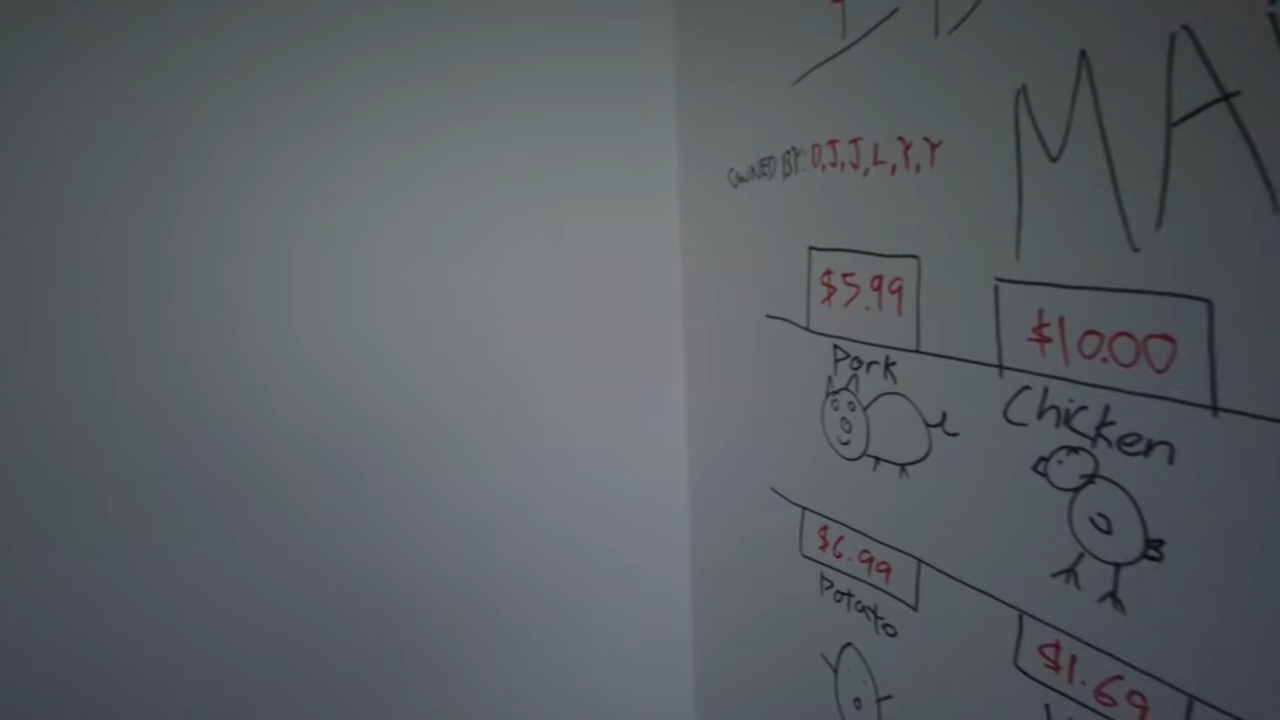 MA
OWNED BY: D,J,J,L,Y,Y
$5.99
$10.00
Pork
Chicken
$6.99
Potato
$1.69